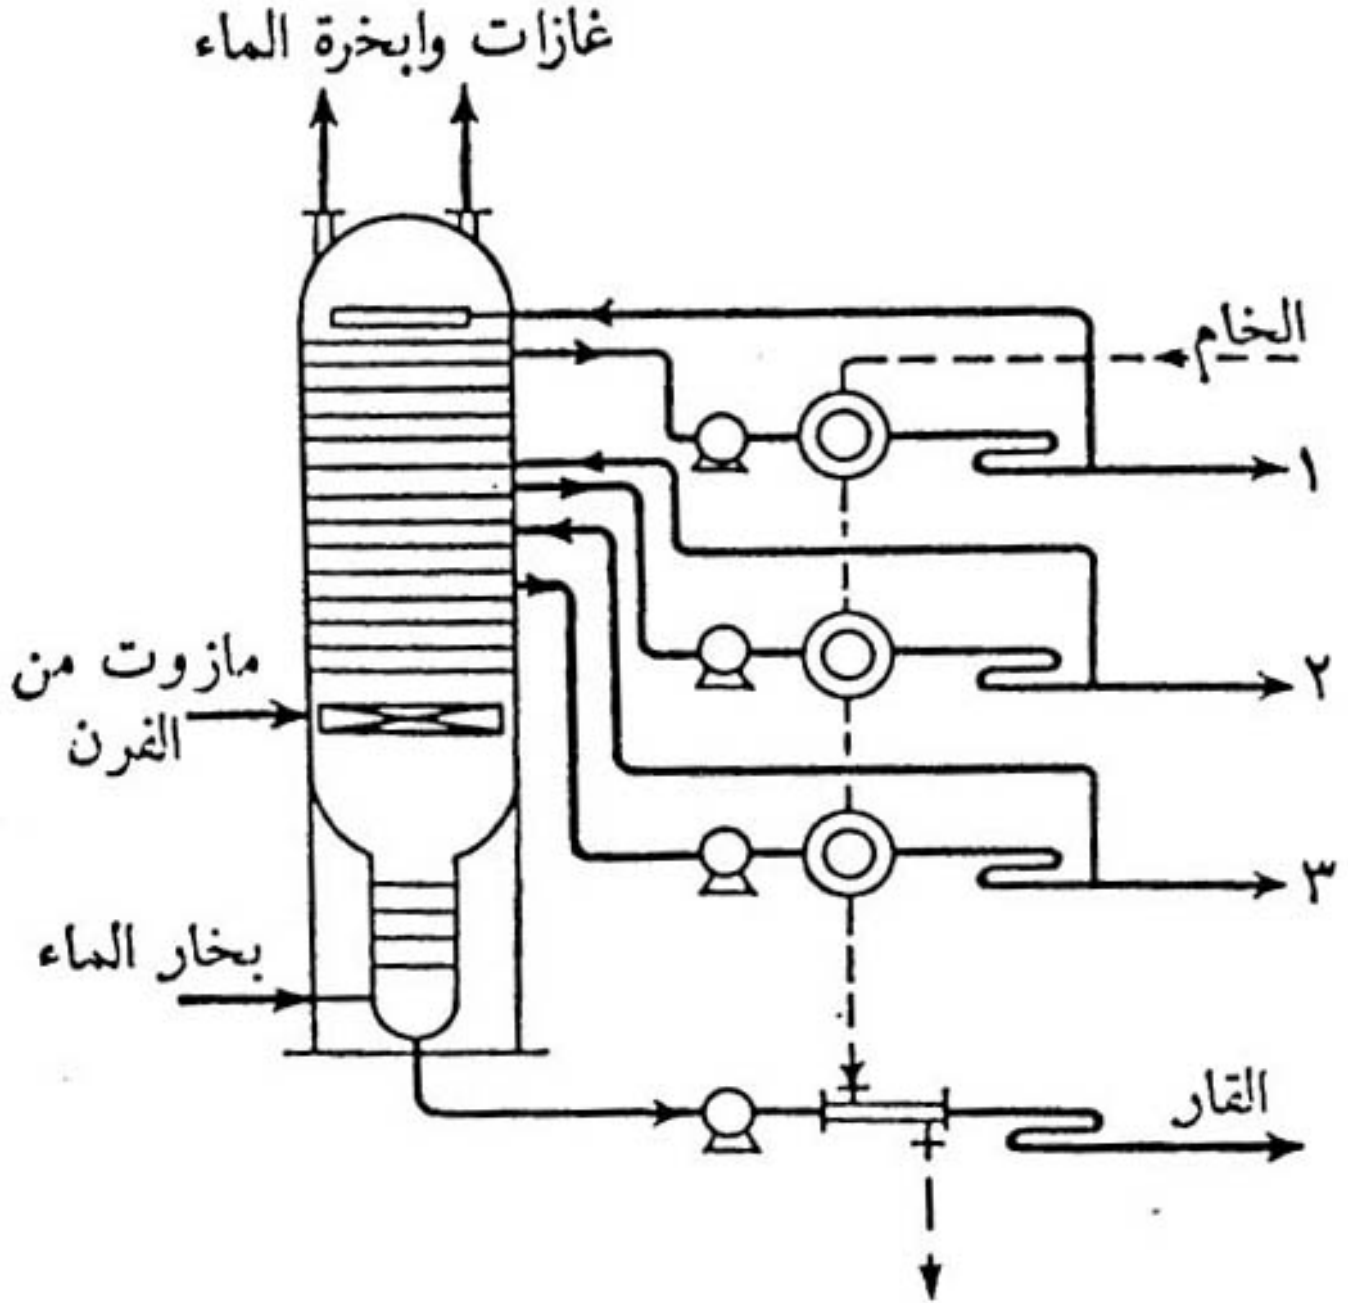 غازات وابخرة الماء
الخام
١
٢
مازوت من
الفرن
٣
بخار الماء
القار